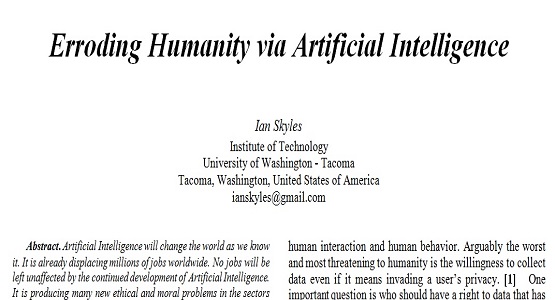 Erroding Humanity via Artificial Intelligence
Ian Skyles
Institute of Technology
University of Washington - Tacoma
Tacoma, Washington, United States of America
ianskyles@gmail.com
Abstract. Artificial Intelligence will change the world as we know
it. It is already displacing millions of jobs worldwide. No jobs will be
left unaffected by the continued development of Artificial Intelligence.
It is producing many new ethical and moral problems in the sectors
human interaction and human behavior. Arguably the worst
and most threatening to humanity is the willingness to collect
data even if it means invading a user's privacy. [1] One
important question is who should have a right to data that has